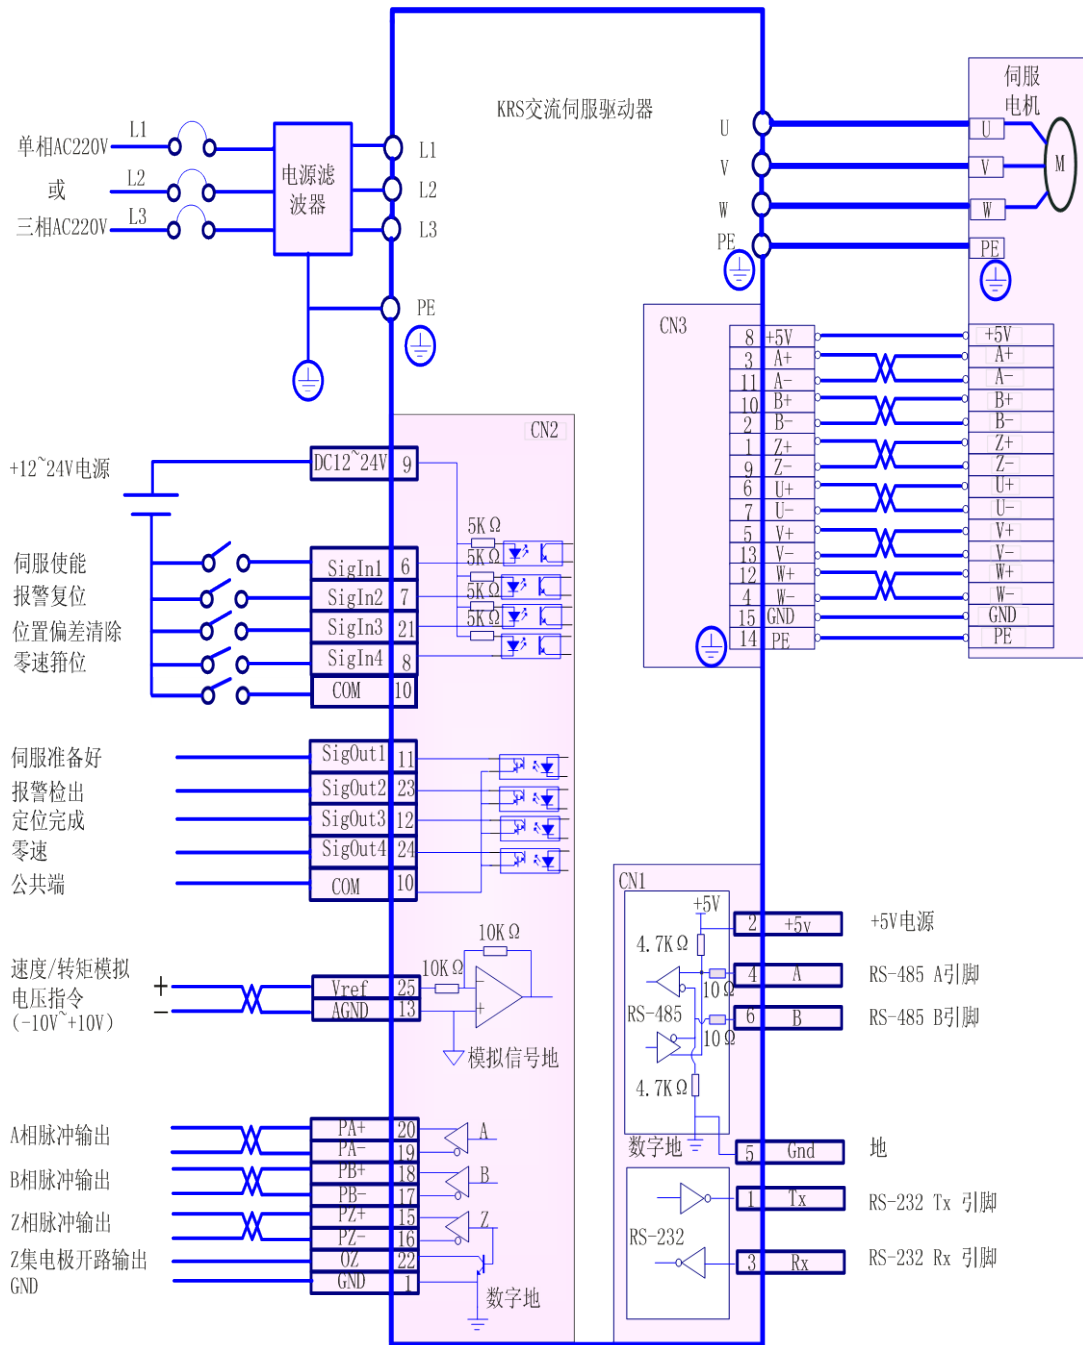 KRS交流伺服驱动器
伺服
电机
单相AC220V
或
三相AC220V
L1
L2
L3
电源滤
波器
L1
L2
L3
PE
U
V
W
PE
U
V
W
PE
M
CN3
8 +5V
3 A+
11 A-
10 B+
2 B-
1 Z+
9 Z-
6 U+
7 U-
5 V+
13 V-
12 W+
4 W-
15 GND
14 PE
+5V
A+
A-
B+
B-
Z+
Z-
U+
U-
V+
V-
W+
W-
GND
PE
CN2
+12~24V电源
DC12~24V 9
伺服使能
SigIn1 6
报警复位
SigIn2 7
位置偏差清除
SigIn3 21
零速箝位
SigIn4 8
COM 10
5KΩ
5KΩ
5KΩ
5KΩ
伺服准备好
SigOut1 11
报警检出
SigOut2 23
定位完成
SigOut3 12
零速
SigOut4 24
公共端
COM 10
速度/转矩模拟
电压指令
(-10V~+10V)
+
-
Vref 25
AGND 13
10KΩ
10KΩ
-
+
模拟信号地
A相脉冲输出
PA+ 20
PA- 19
A
B相脉冲输出
PB+ 18
PB- 17
B
Z相脉冲输出
PZ+ 15
PZ- 16
Z
Z集电极开路输出
OZ 22
GND
GND 1
数字地
CN1
+5V
4.7KΩ
10Ω
RS-485
10Ω
4.7KΩ
数字地
RS-232
2 +5v
+5V电源
4 A
RS-485 A引脚
6 B
RS-485 B引脚
5 Gnd
地
1 Tx
RS-232 Tx 引脚
3 Rx
RS-232 Rx 引脚